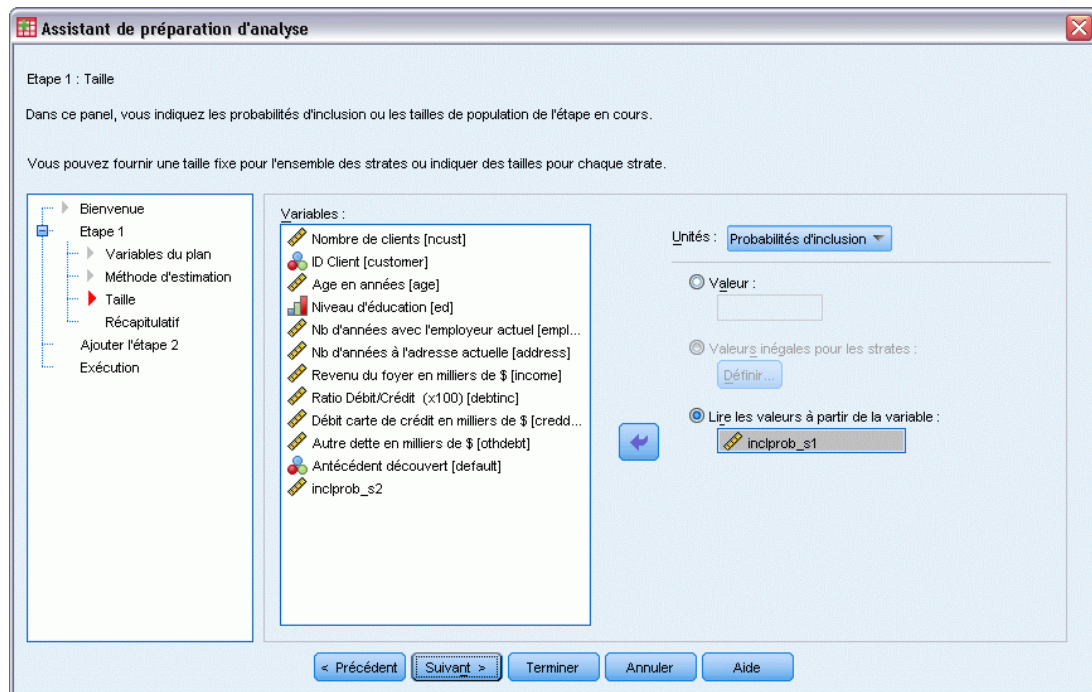 Assistant de préparation d'analyse
Etape 1 : Taille
Dans ce panel, vous indiquez les probabilités d'inclusion ou les tailles de population de l'étape en cours.
Vous pouvez fournir une taille fixe pour l'ensemble des strates ou indiquer des tailles pour chaque strate.
Bienvenue
Etape 1
Variables du plan
Méthode d'estimation
Taille
Récapitulatif
Ajouter l'étape 2
Exécution
Variables :
Nombre de clients [ncust]
ID Client [customer]
Age en années [age]
Niveau d'éducation [ed]
Nb d'années avec l'employeur actuel [empl...
Nb d'années à l'adresse actuelle [address]
Revenu du foyer en milliers de $ [income]
Ratio Débit/Crédit (x100) [debtinc]
Débit carte de crédit en milliers de $ [credd...
Autre dette en milliers de $ [othdebt]
Antécédent découvert [default]
inclprob_s2
Unités : Probabilités d'inclusion
Valeur :
Valeurs inégales pour les strates :
Définir...
Lire les valeurs à partir de la variable :
inclprob_s1
< Précédent Suivant > Terminer Annuler Aide